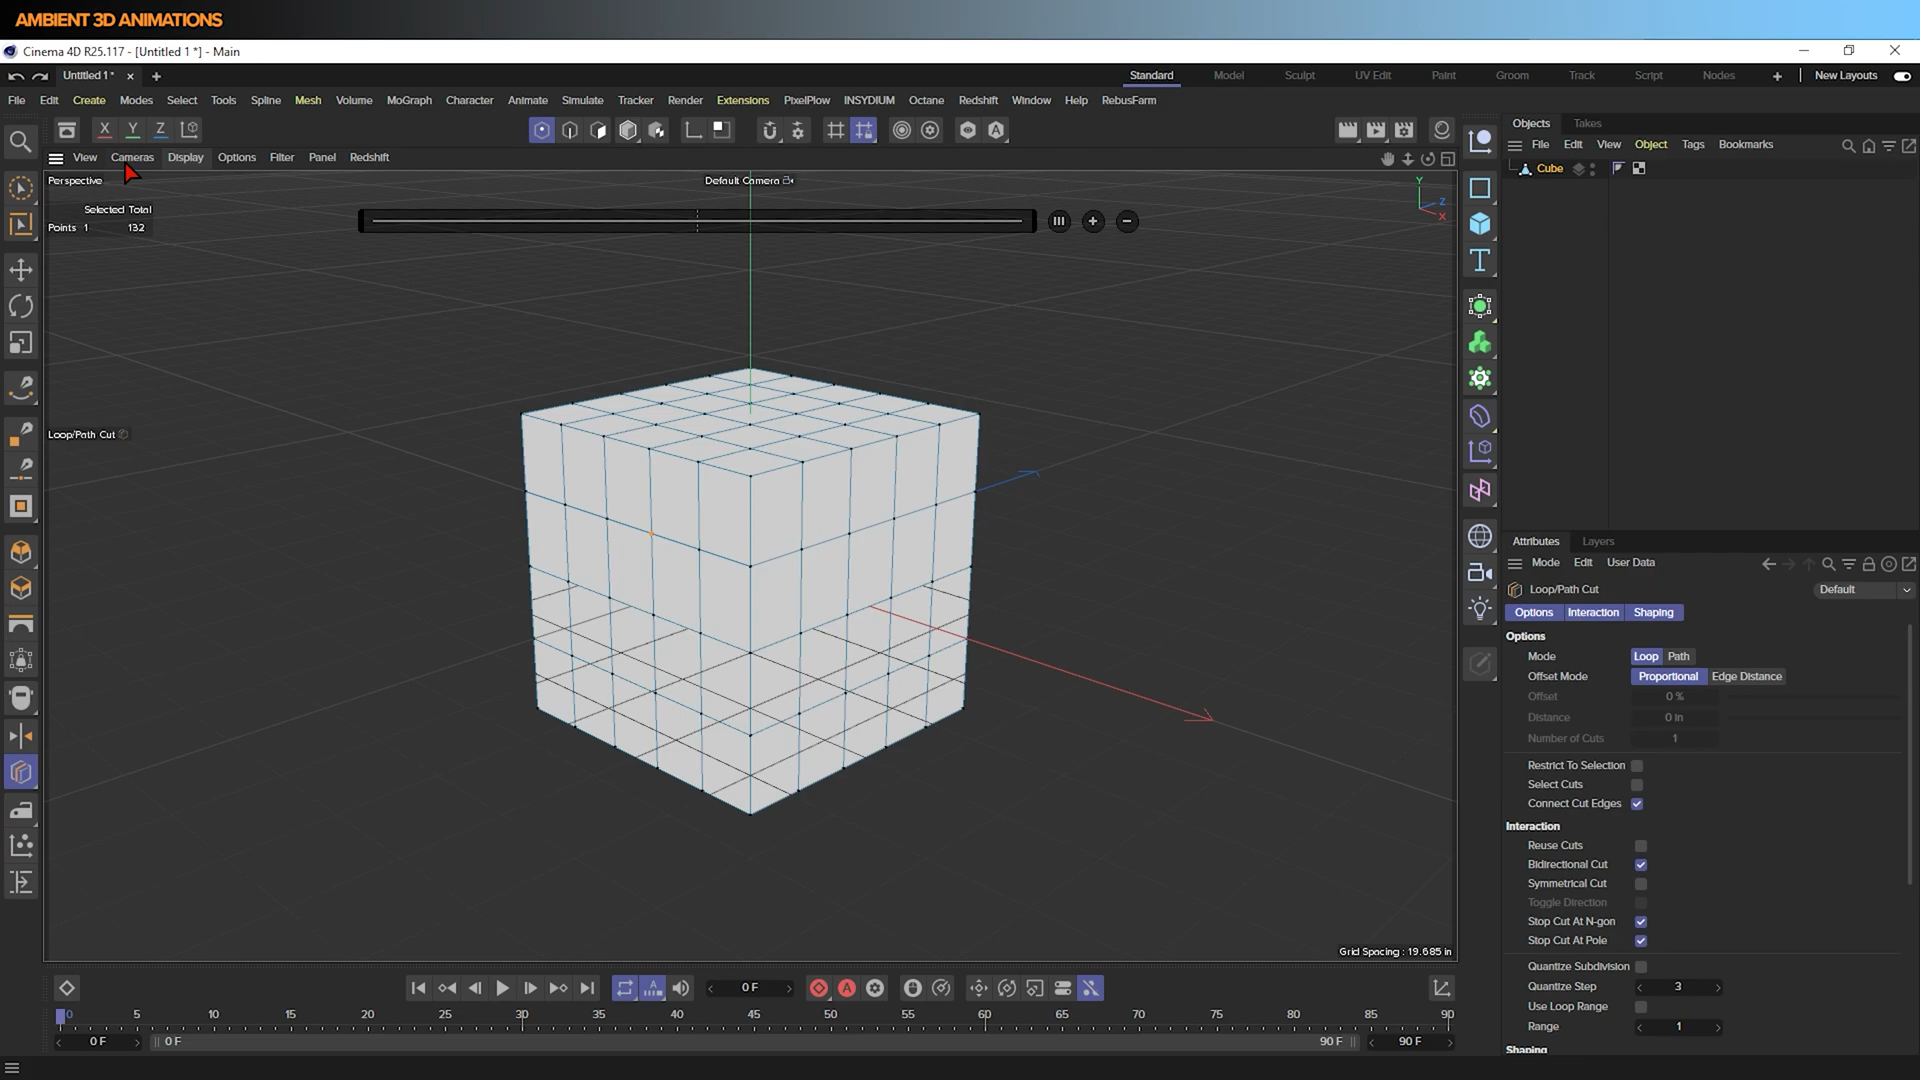 AMBIENT 3D ANIMATIONS
Cinema 4D R25.117 - [Untitled 1 *] - Main
Untitled 1 *
Standard Model Sculpt UV Edit Paint Groom Track Script Nodes New Layouts
File Edit Create Modes Select Tools Spline Mesh Volume MoGraph Character Animate Simulate Tracker Render Extensions PixelPlow INSYDIUM Octane Redshift Window Help RebusFarm
X Y Z
Objects Takes
File Edit View Object Tags Bookmarks
View Cameras Display Options Filter Panel Redshift
Cube
Perspective
Default Camera
Selected Total
Points 1 132
Y
Z
X
Loop/Path Cut
Attributes Layers
Mode Edit User Data
Loop/Path Cut Default
Options Interaction Shaping
Options
Mode Loop Path
Offset Mode Proportional Edge Distance
Offset 0 %
Distance 0 in
Number of Cuts 1
Restrict To Selection
Select Cuts
Connect Cut Edges
Interaction
Reuse Cuts
Bidirectional Cut
Symmetrical Cut
Toggle Direction
Stop Cut At N-gon
Stop Cut At Pole
Quantize Subdivision
Quantize Step 3
Use Loop Range
Range 1
Shaping
Grid Spacing : 19.685 in
0 F
0 5 10 15 20 25 30 35 40 45 50 55 60 65 70 75 80 85 90
0 F 0 F 90 F 90 F